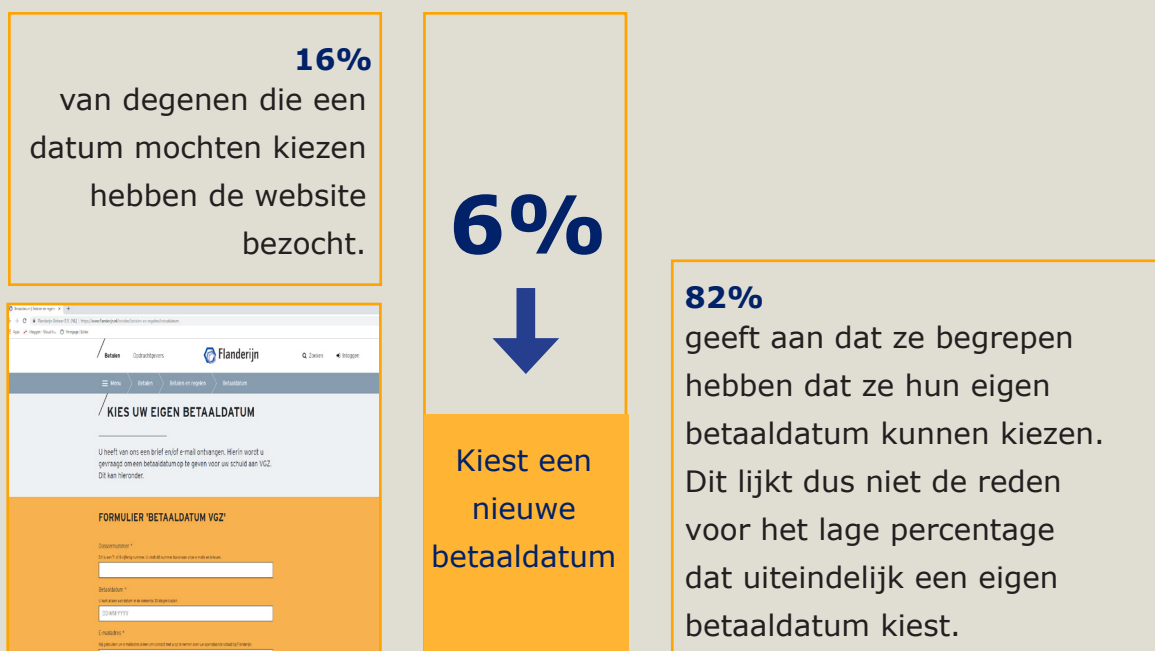 16%
van degenen die een
datum mochten kiezen
hebben de website
bezocht.
Betalen
Opdrachtgevers
Flanderijn
Zoeken
Inloggen
Menu
Betalen
Betalen en regelen
Betaaldatum
KIES UW EIGEN BETAALDATUM
U heeft van ons een brief en/of e-mail ontvangen. Hierin wordt u
gevraagd om een betaaldatum op te geven voor uw schuld aan VGZ.
Dit kan hieronder.
FORMULIER 'BETAALDATUM VGZ'
Dossiernummer *
Betaaldatum *
DD-MM-YYYY
E-mailadres *
6%
Kiest een
nieuwe
betaaldatum
82%
geeft aan dat ze begrepen
hebben dat ze hun eigen
betaaldatum kunnen kiezen.
Dit lijkt dus niet de reden
voor het lage percentage
dat uiteindelijk een eigen
betaaldatum kiest.